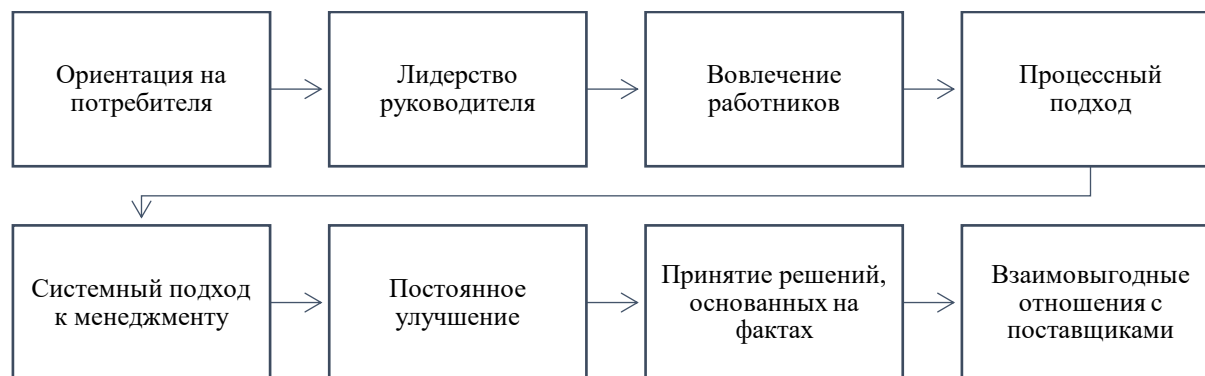 Ориентация на
потребителя
Лидерство
руководителя
Вовлечение
работников
Процессный
подход
Системный подход
к менеджменту
Постоянное
улучшение
Принятие решений,
основанных на
фактах
Взаимовыгодные
отношения с
поставщиками